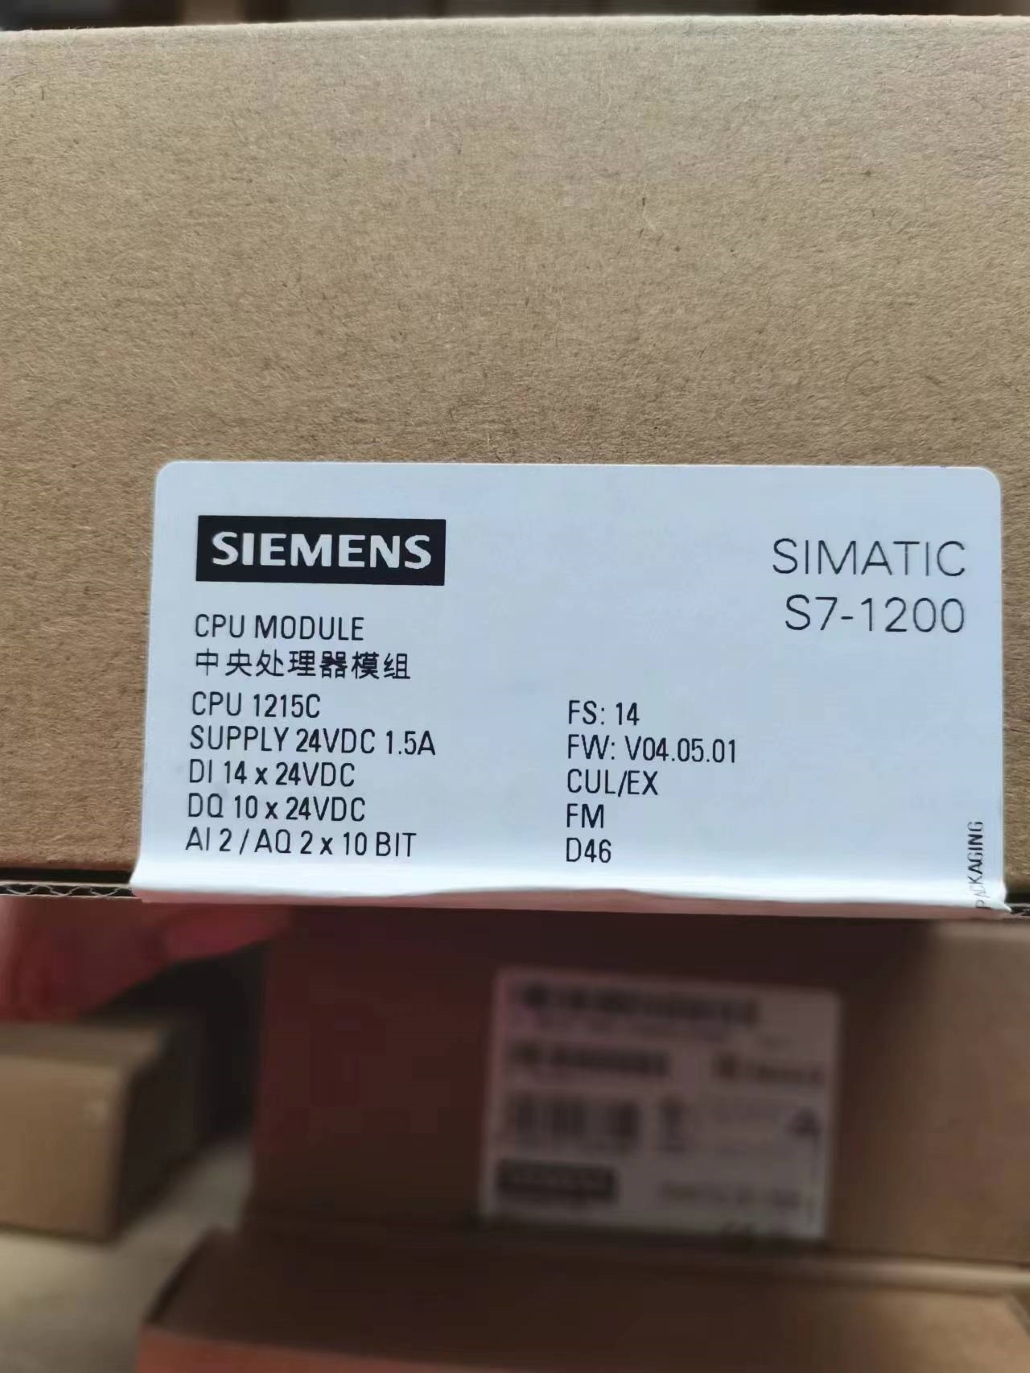 SIEMENS
SIMATIC
S7-1200
CPU MODULE
中央处理器模组
CPU 1215C
SUPPLY 24VDC 1.5A
DI 14 x 24VDC
DQ 10 x 24VDC
AI 2 / AQ 2 x 10 BIT
FS: 14
FW: V04.05.01
CUL/EX
FM
D46
PACKAGING